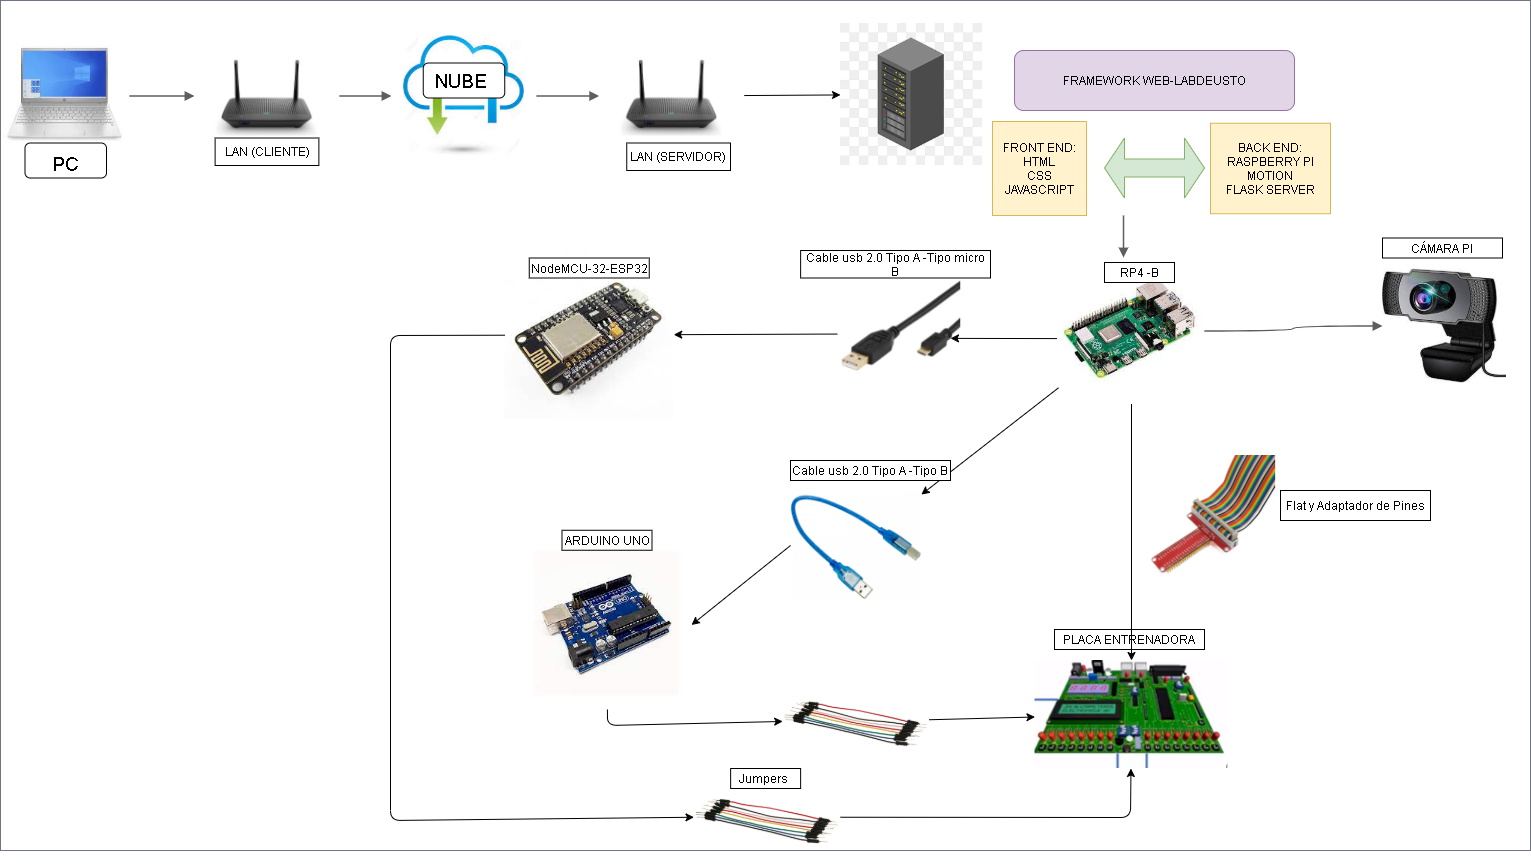 PC
LAN (CLIENTE)
NUBE
LAN (SERVIDOR)
FRAMEWORK WEB-LABDEUSTO
FRONT END:
HTML
CSS
JAVASCRIPT
BACK END:
RASPBERRY PI
MOTION
FLASK SERVER
NodeMCU-32-ESP32
Cable usb 2.0 Tipo A -Tipo micro
B
RP4 -B
CÁMARA PI
Cable usb 2.0 Tipo A -Tipo B
Flat y Adaptador de Pines
ARDUINO UNO
UNO
PLACA ENTRENADORA
Jumpers